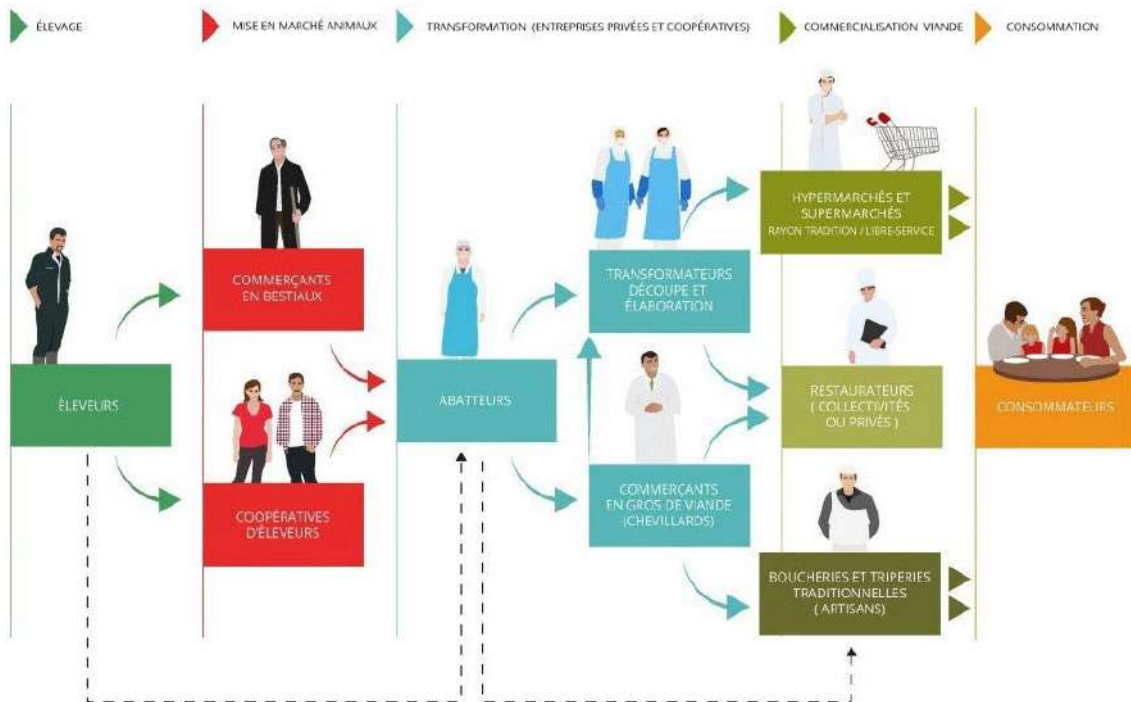 ÉLEVAGE
MISE EN MARCHÉ ANIMAUX
TRANSFORMATION (ENTREPRISES PRIVÉES ET COOPÉRATIVES)
COMMERCIALISATION VIANDE
CONSOMMATION
ÉLEVEURS
COMMERÇANTS
EN BESTIAUX
COOPÉRATIVES
D'ÉLEVEURS
ABATTEURS
TRANSFORMATEURS
DÉCOUPE ET
ÉLABORATION
COMMERÇANTS
EN GROS DE VIANDE
(CHEVILLARDS)
HYPERMARCHÉS ET
SUPERMARCHÉS
RAYON TRADITION / LIBRE-SERVICE
RESTAURATEURS
( COLLECTIVITÉS
OU PRIVÉS )
BOUCHERIES ET TRIPERIES
TRADITIONNELLES
( ARTISANS)
CONSOMMATEURS